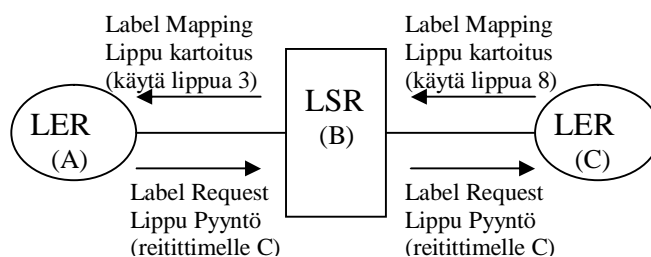 Label Mapping
Lippu kartoitus
(käytä lippua 3)
Label Mapping
Lippu kartoitus
(käytä lippua 8)
LER
(A)
LSR
(B)
LER
(C)
Label Request
Lippu Pyyntö
(reitittimelle C)
Label Request
Lippu Pyyntö
(reitittimelle C)